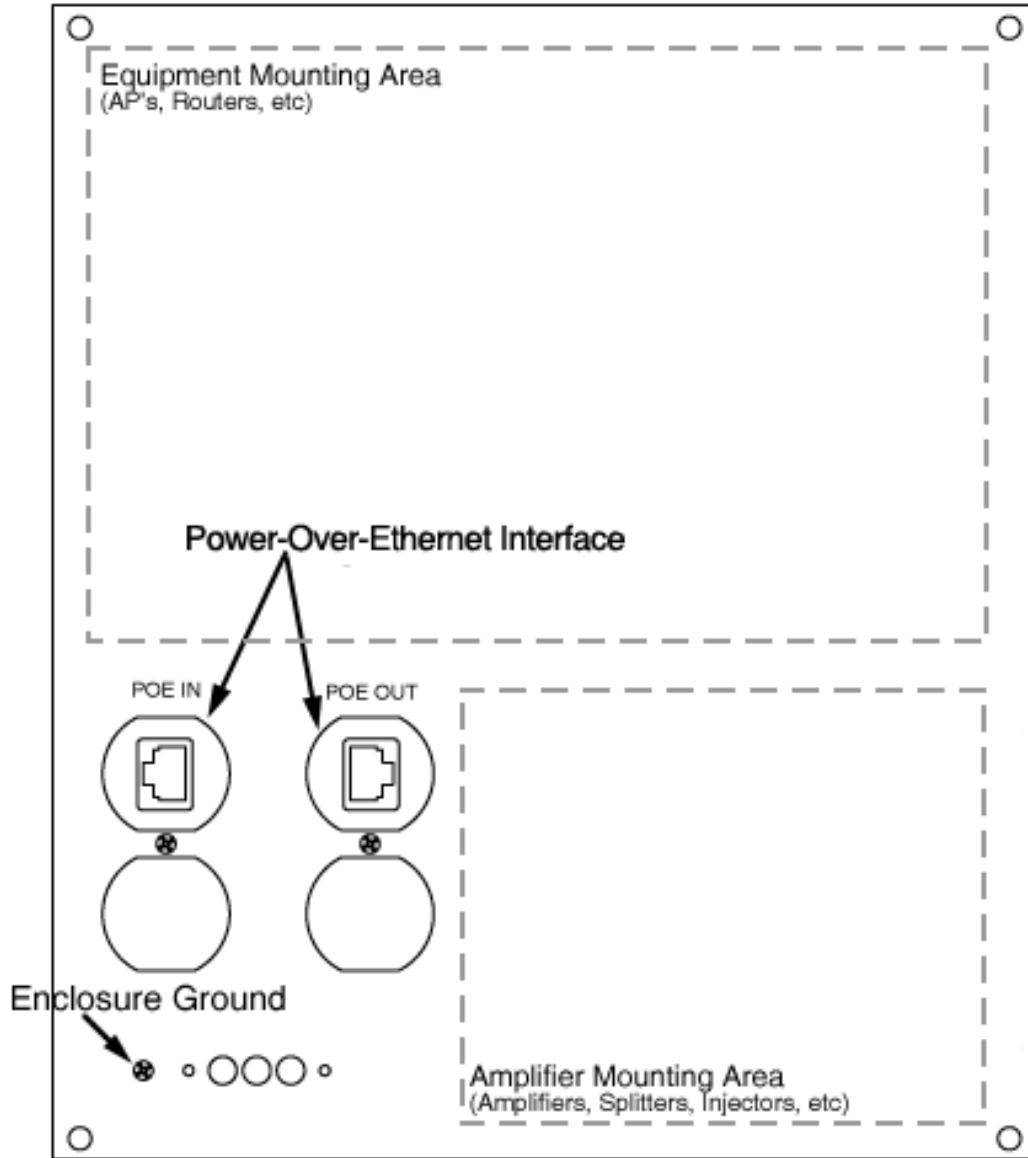 Equipment Mounting Area
(AP's, Routers, etc)
Power-Over-Ethernet Interface
POE IN
POE OUT
Enclosure Ground
Amplifier Mounting Area
(Amplifiers, Splitters, Injectors, etc)